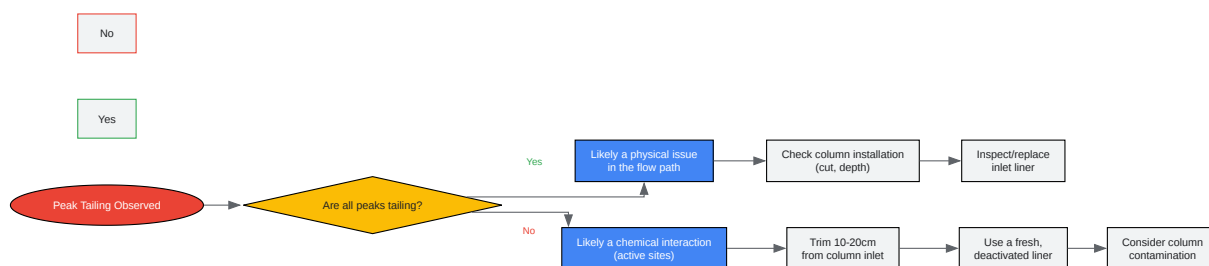 No
Yes
Yes
Likely a physical issue
in the flow path
Check column installation
(cut, depth)
Inspect/replace
inlet liner
Peak Tailing Observed
Are all peaks tailing?
No
Likely a chemical interaction
(active sites)
Trim 10-20cm
from column inlet
Use a fresh,
deactivated liner
Consider column
contamination